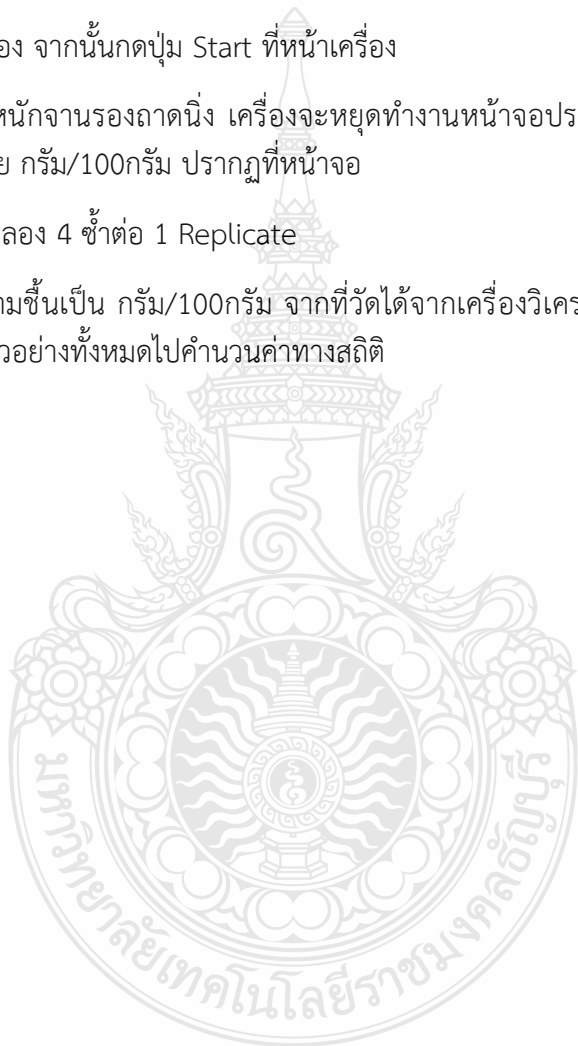 อง จากนั้นกดปุ่ม Start ที่หน้าเครื่อง
หนักจานรองถาดนิ่ง เครื่องจะหยุดทำงานหน้าจอปร
ย กรัม/100กรัม ปรากฏที่หน้าจอ
ลอง 4 ซ้ำต่อ 1 Replicate
ามชื้นเป็น กรัม/100กรัม จากที่วัดได้จากเครื่องวิเคร
วอย่างทั้งหมดไปคำนวนค่าทางสถิติ
มหาวิทยาลัยเทคโนโลยีราชมงคลธัญบุรี